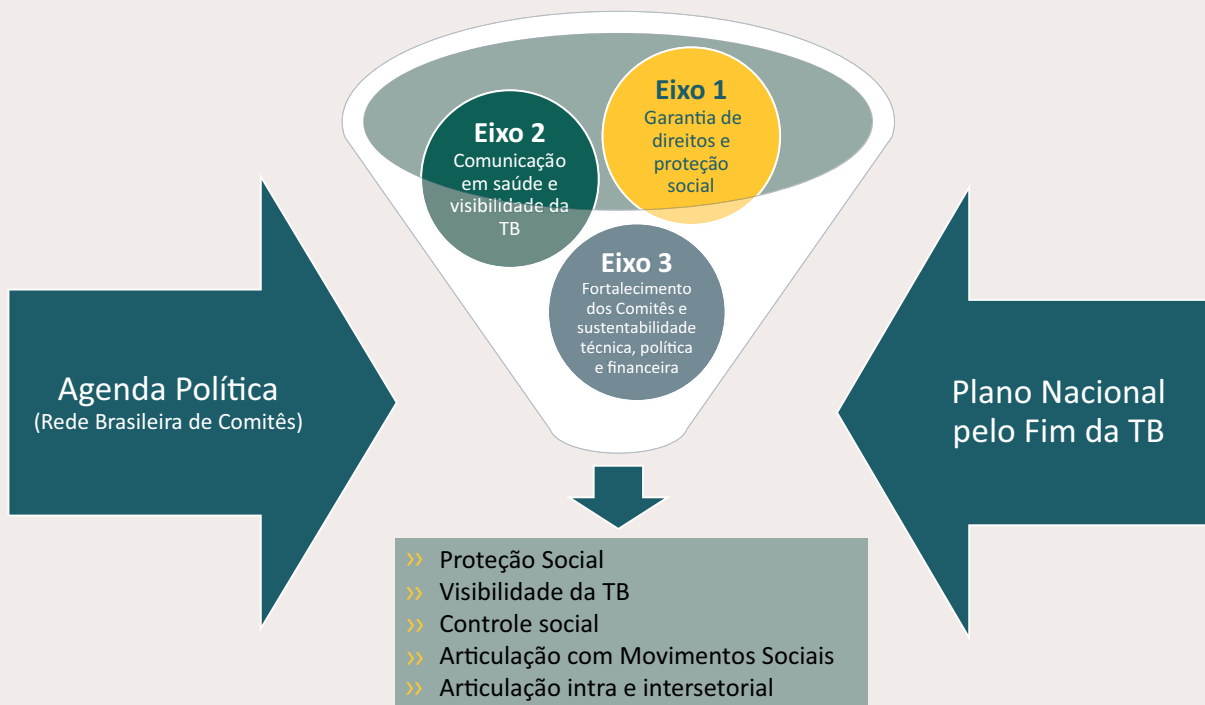 Eixo 1
Garantia de
direitos e
proteção
social
Eixo 2
Comunicação
em saúde e
visibilidade da
TB
Eixo 3
Fortalecimento
dos Comitês e
sustentabilidade
técnica, política
e financeira
Agenda Política
(Rede Brasileira de Comitês)
Plano Nacional
pelo Fim da TB
›› Proteção Social
›› Visibilidade da TB
›› Controle social
›› Articulação com Movimentos Sociais
›› Articulação intra e intersetorial